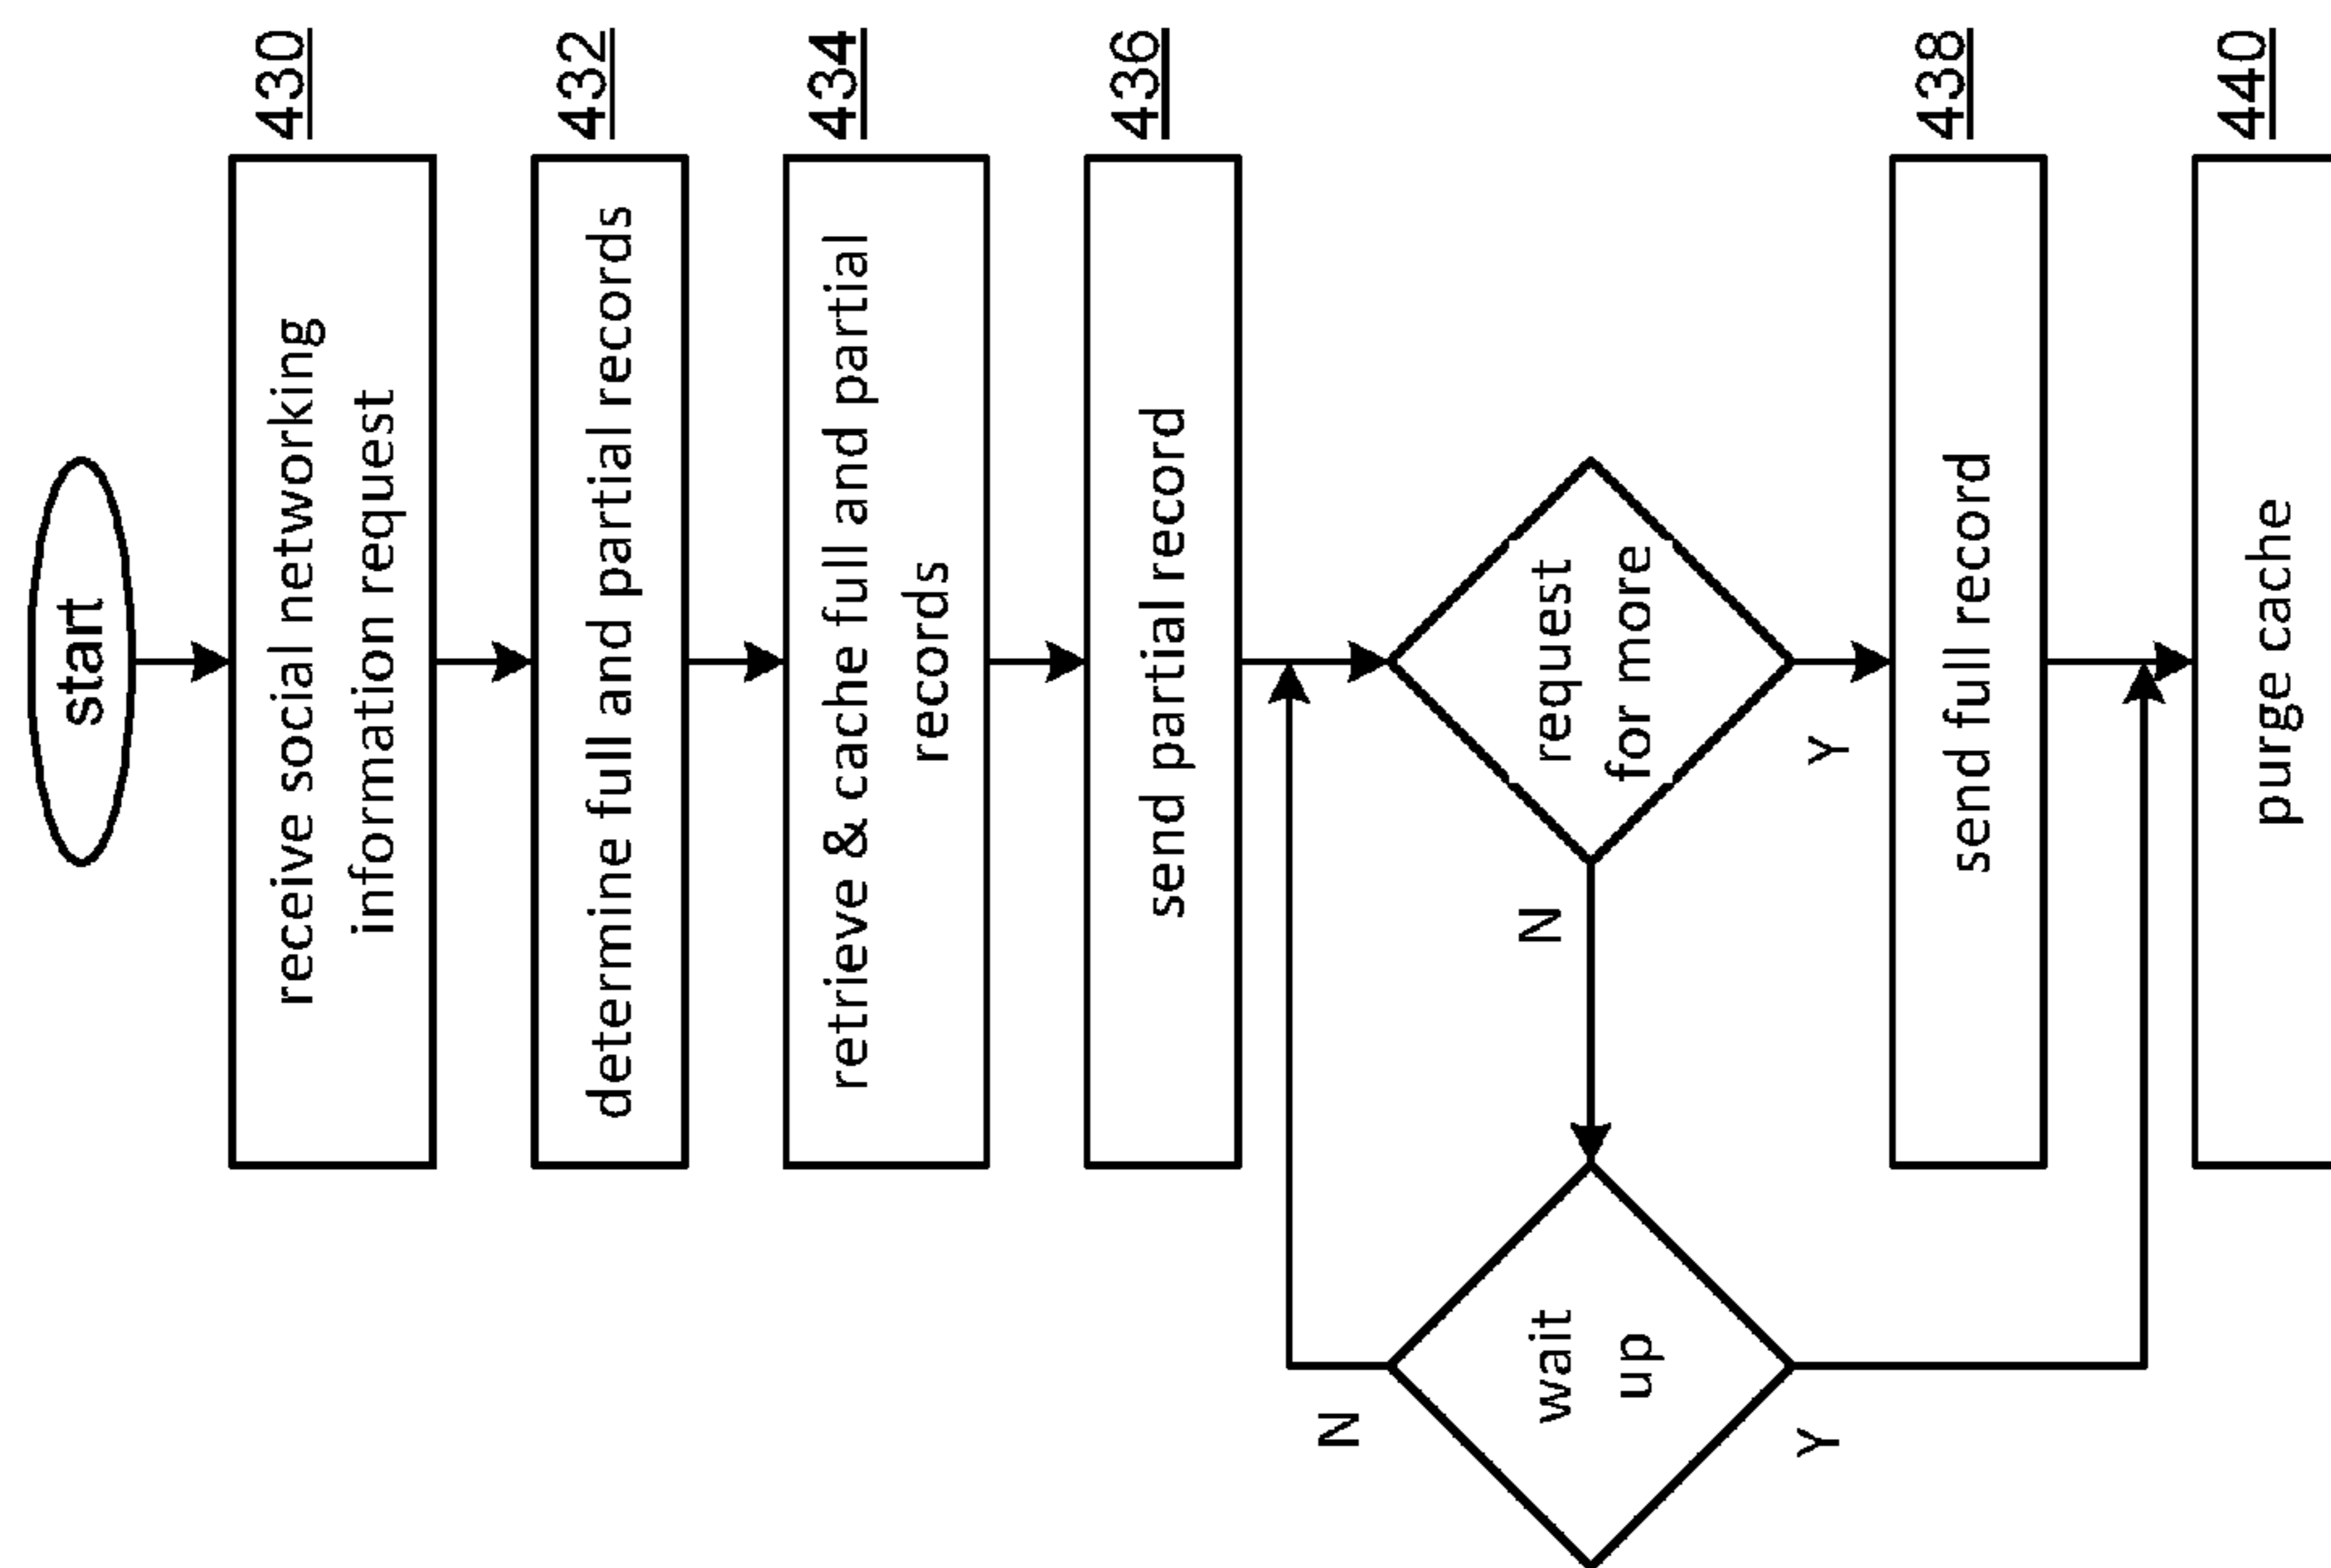 start
430
receive social networking
information request
432
determine full and partial records
434
retrieve & cache full and partial
records
436
send partial record
request
for more
N
Y
wait
up
N
Y
438
send full record
440
purge cache